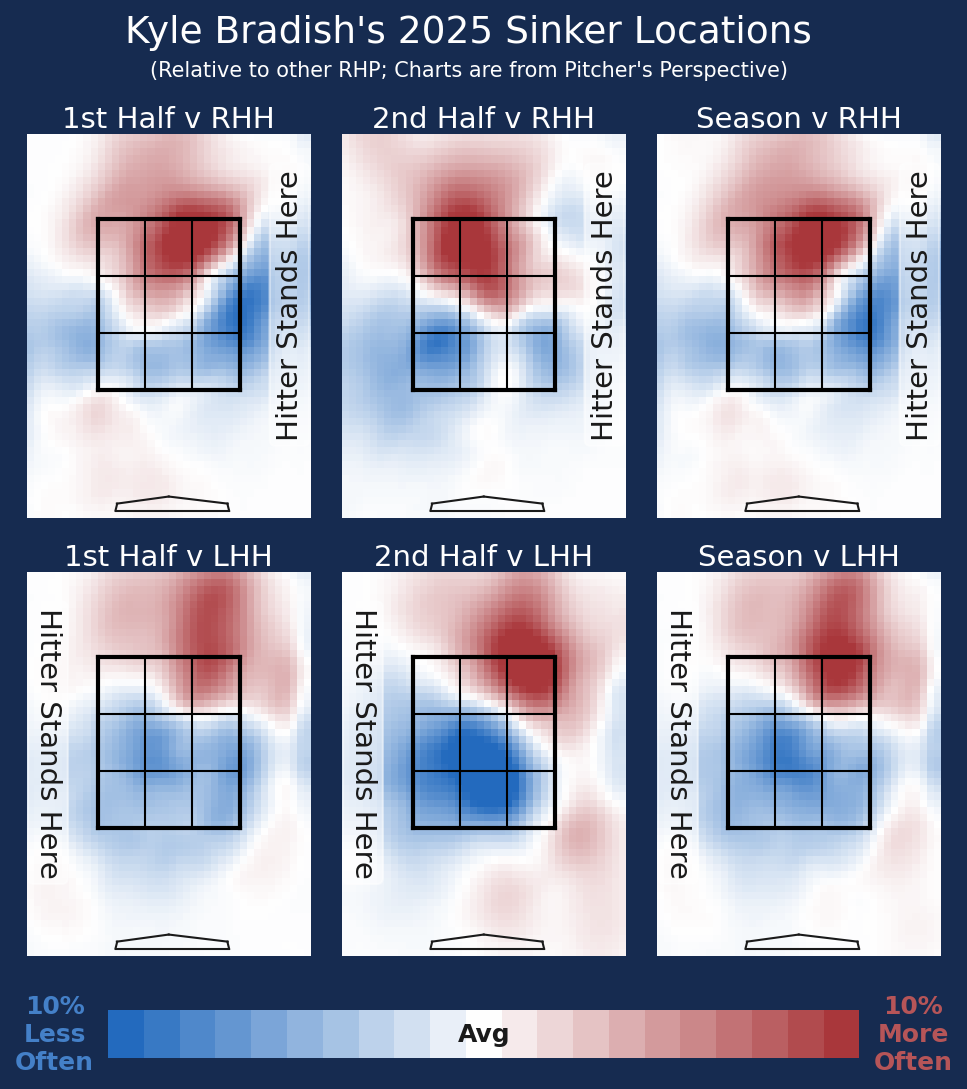 Kyle Bradish's 2025 Sinker Locations
(Relative to other RHP; Charts are from Pitcher's Perspective)
1st Half v RHH
2nd Half v RHH
Season v RHH
Hitter Stands Here
Hitter Stands Here
Hitter Stands Here
1st Half v LHH
2nd Half v LHH
Season v LHH
Hitter Stands Here
Hitter Stands Here
Hitter Stands Here
10%
Less
Often
Avg
10%
More
Often